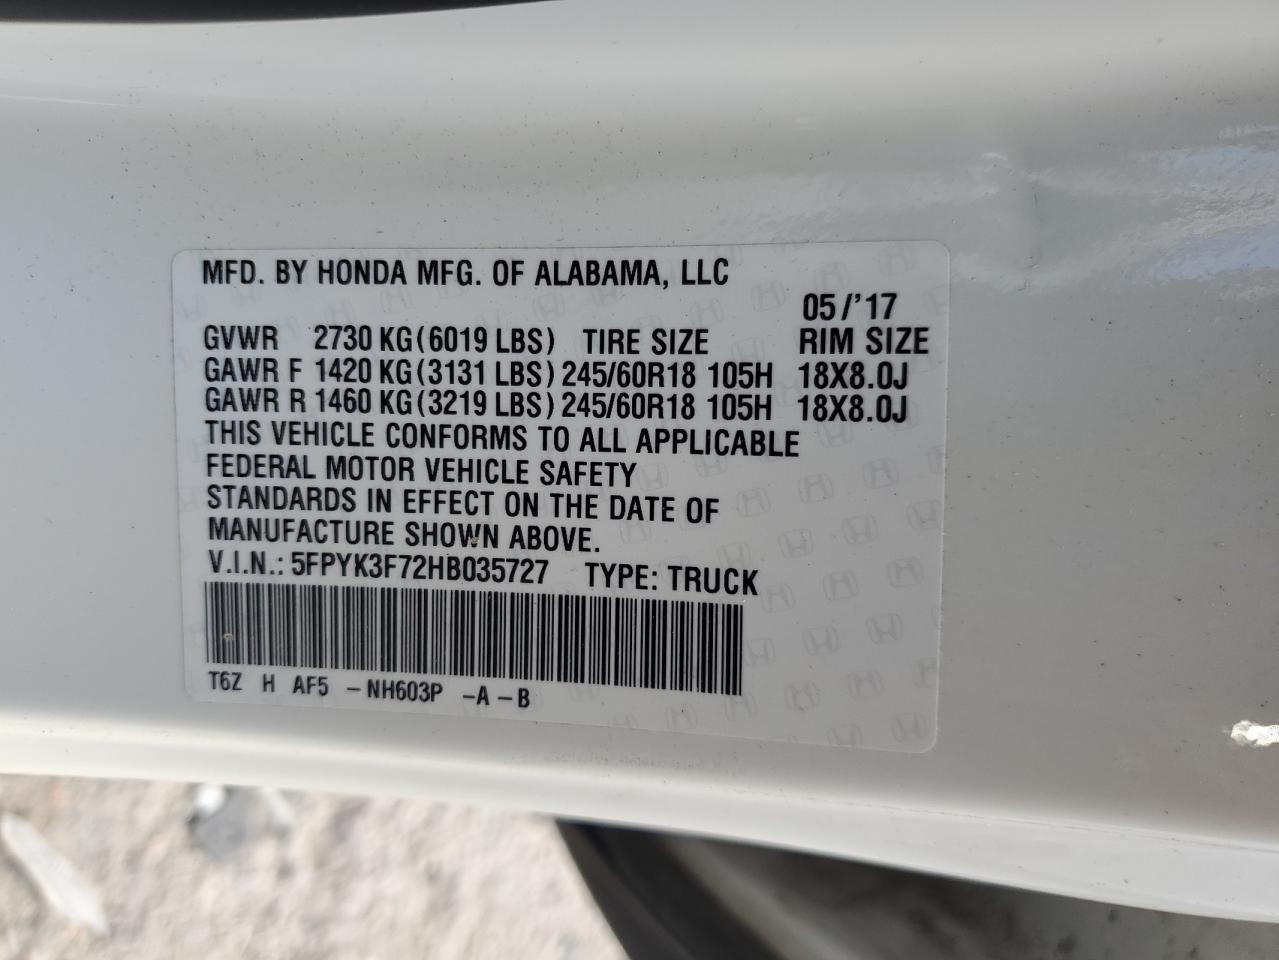 MFD. BY HONDA MFG. OF ALABAMA, LLC
05/'17
GVWR 2730 KG(6019 LBS) TIRE SIZE RIM SIZE
GAWR F 1420 KG(3131 LBS) 245/60R18 105H 18X8.0J
GAWR R 1460 KG(3219 LBS) 245/60R18 105H 18X8.0J
THIS VEHICLE CONFORMS TO ALL APPLICABLE
FEDERAL MOTOR VEHICLE SAFETY
STANDARDS IN EFFECT ON THE DATE OF
MANUFACTURE SHOWN ABOVE.
V.I.N.: 5FPYK3F72HB035727 TYPE: TRUCK
T6Z H AF5 -NH603P -A -B